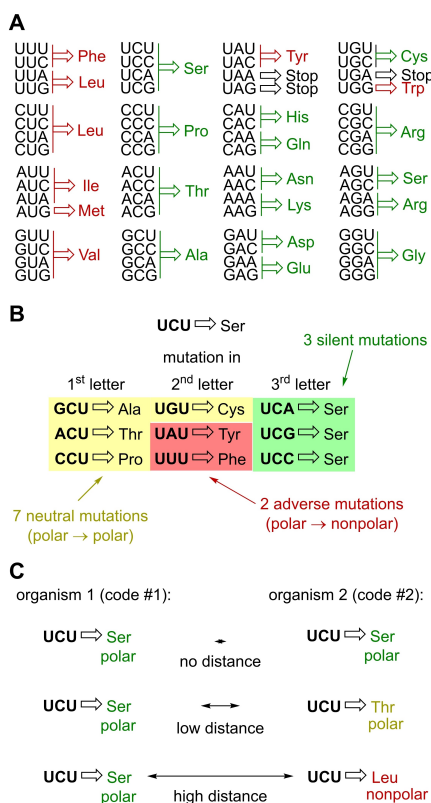 A
UUU UCU UAU UGU
Phe Tyr Cys
UUC UCC UAC UGC
Ser
UUA UCA UAA Stop UGA Stop
Leu
UUG UCG UAG Stop UGG Trp
CUU CCU CAU CGU
His
CUC CCC CAC CGC
Leu Pro Arg
CUA CCA CAA CGA
Gln
CUG CCG CAG CGG
AUU ACU AAU AGU
Asn Ser
AUC ACC AAC AGC
Ile Thr
AUA ACA AAA AGA
Lys Arg
AUG Met ACG AAG AGG
GUU GCU GAU GGU
Asp
GUC GCC GAC GGC
Val Ala Gly
GUA GCA GAA GGA
Glu
GUG GCG GAG GGG
B
UCU Ser
3 silent mutations
mutation in
1st letter 2nd letter 3rd letter
GCU Ala UGU Cys UCA Ser
ACU Thr UAU Tyr UCG Ser
CCU Pro UUU Phe UCC Ser
7 neutral mutations
(polar → polar)
2 adverse mutations
(polar → nonpolar)
C
organism 1 (code #1): organism 2 (code #2):
UCU Ser UCU Ser
polar polar
no distance
UCU Ser UCU Thr
polar polar
low distance
UCU Ser UCU Leu
polar nonpolar
high distance